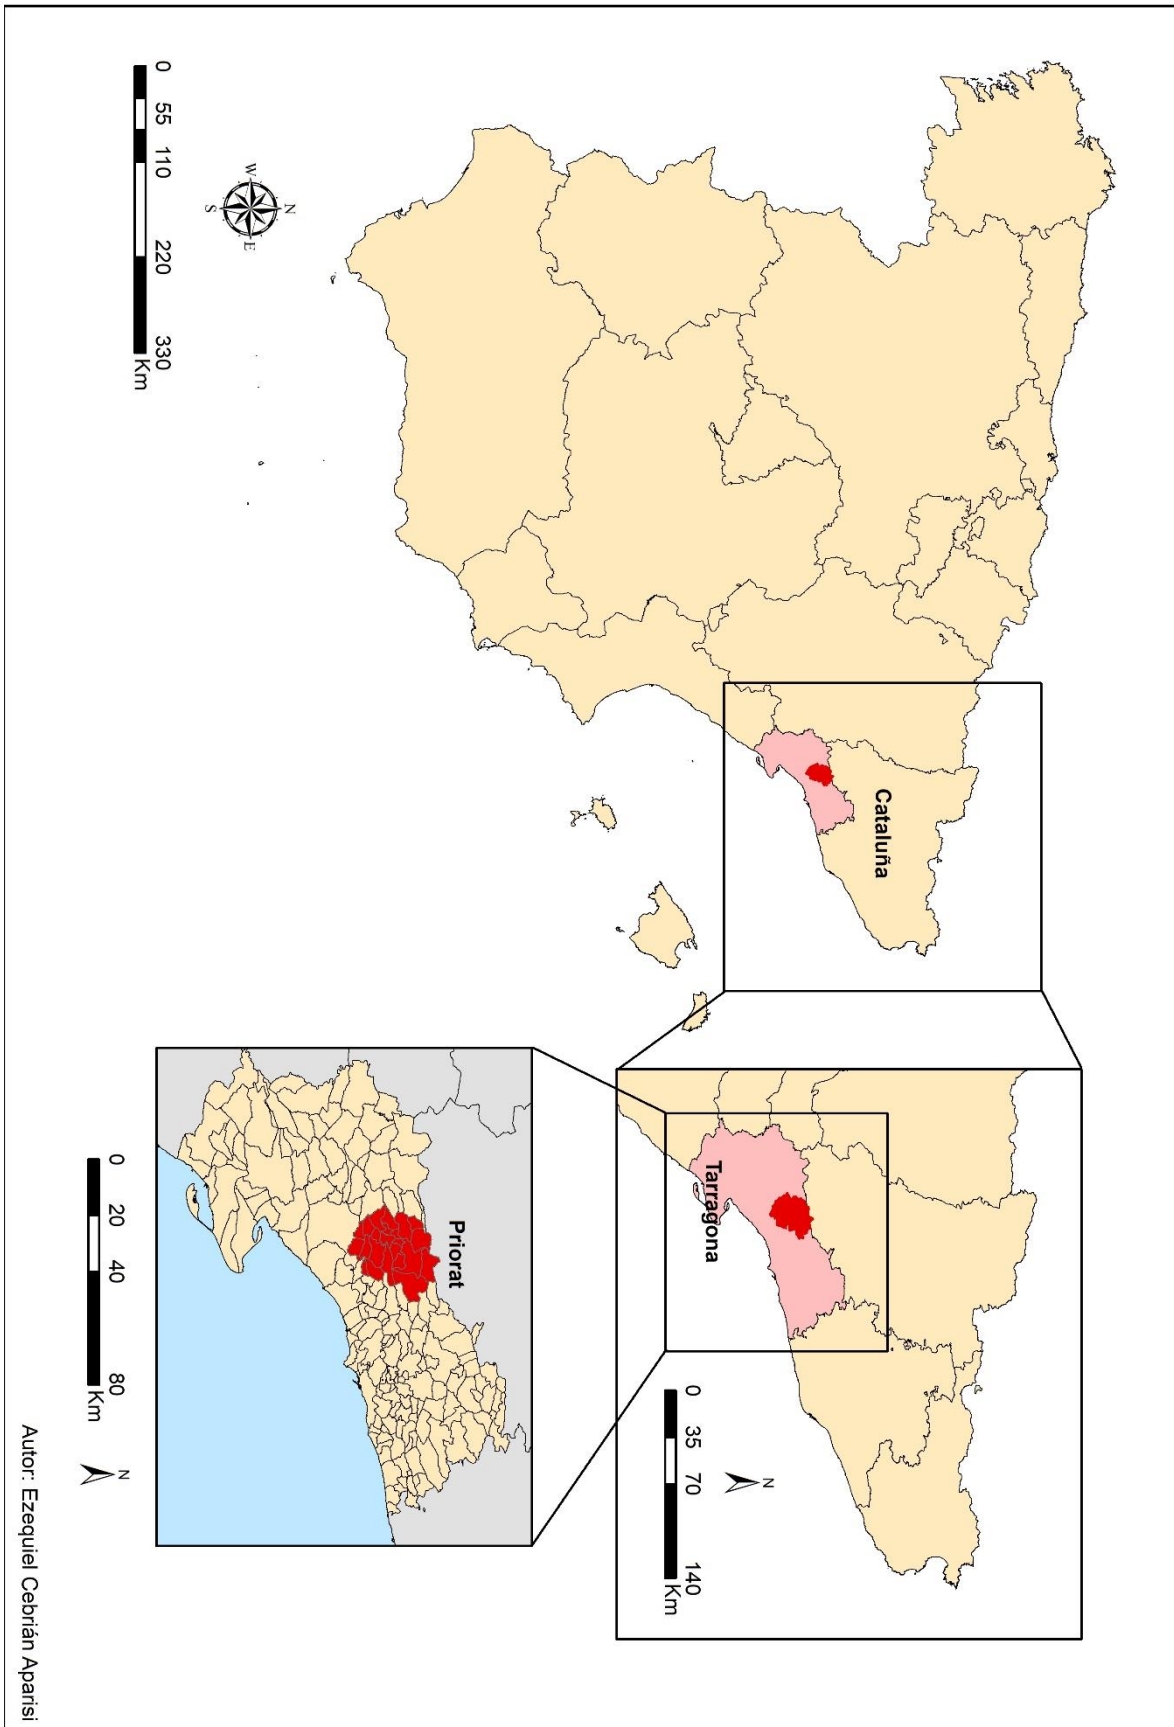 Cataluña
N
W
E
S
0 55 110 220 330
Km
Tarragona
N
0 35 70 140
Km
Priorat
0 20 40 80
Km
N
Autor: Ezequiel Cebrián Aparisi